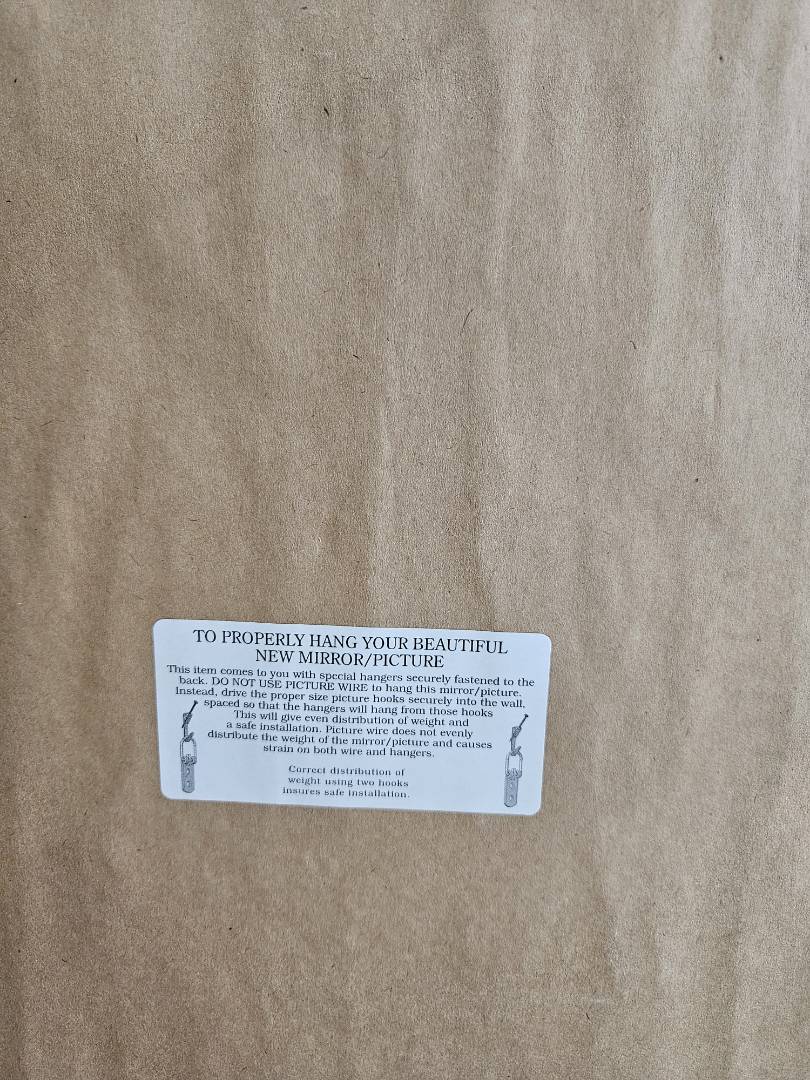 TO PROPERLY HANG YOUR BEAUTIFUL
NEW MIRROR/PICTURE
This item comes to you with special hangers securely fastened to the
back. DO NOT USE PICTURE WIRE to hang this mirror/picture.
Instead, drive the proper size picture hooks securely into the wall,
spaced so that the hangers will hang from those hooks
This will give even distribution of weight and
a safe installation. Picture wire does not evenly
distribute the weight of the mirror/picture and causes
strain on both wire and hangers.
Correct distribution of
weight using two hooks
insures safe installation.